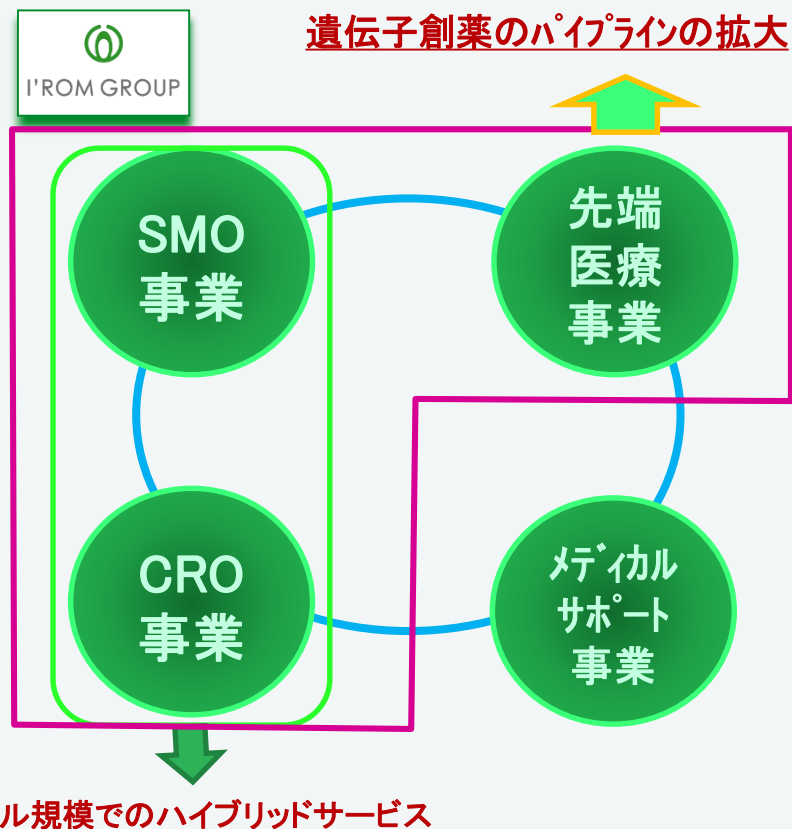 I'ROM GROUP
遺伝子創薬のパイプラインの拡大
SMO
事業
先端
医療
事業
CRO
事業
メディカル
サポート
事業
ル規模でのハイブリッドサービス